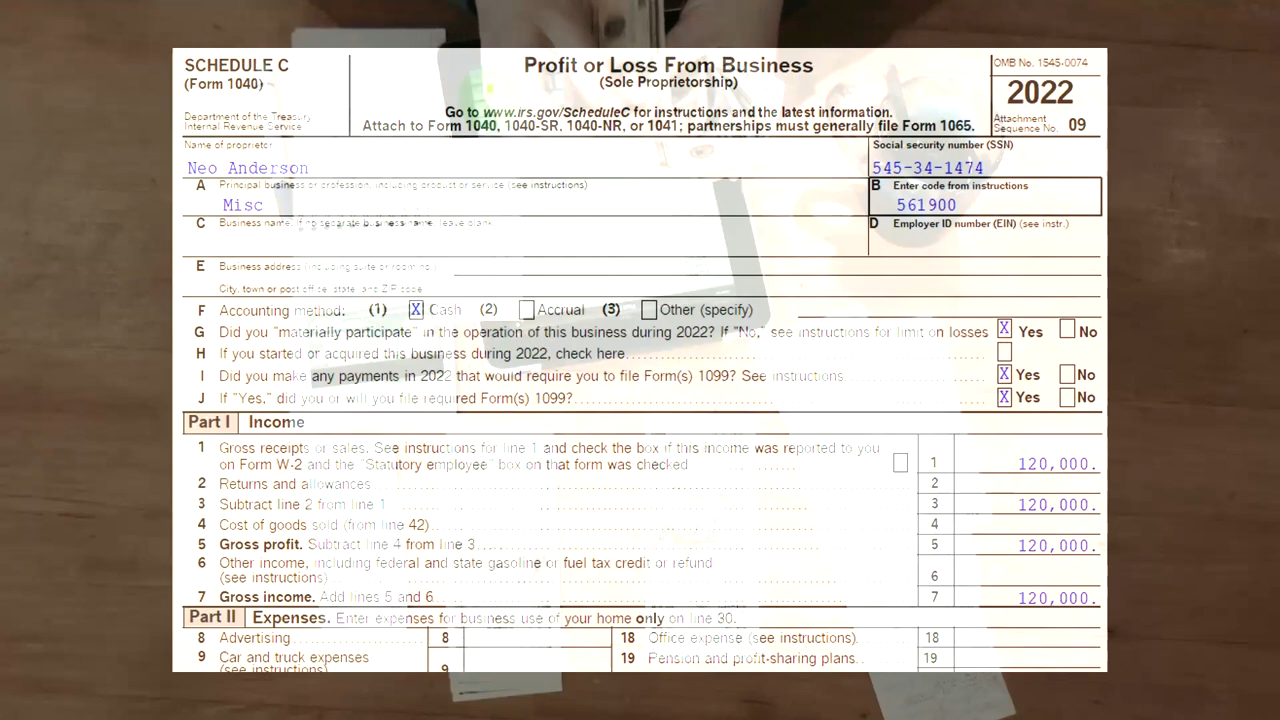 SCHEDULE C
(Form 1040)
Department of the Treasury
Internal Revenue Service
Profit or Loss From Business
(Sole Proprietorship)
Go to www.irs.gov/ScheduleC for instructions and the latest information.
Attach to Form 1040, 1040-SR, 1040-NR, or 1041; partnerships must generally file Form 1065.
OMB No. 1545-0074
2022
Attachment
Sequence No. 09
Name of proprietor
Neo Anderson
Social security number (SSN)
545-34-1474
A Principal business or profession, including product or service (see instructions)
Misc
B Enter code from instructions
561900
C Business name. If no separate business name, leave blank.
D Employer ID number (EIN) (see instr.)
E Business address (including suite or room no.)
City, town or post office, state, and ZIP code
F Accounting method: (1) X Cash (2) Accrual (3) Other (specify)
G Did you "materially participate" in the operation of this business during 2022? If "No," see instructions for limit on losses X Yes No
H If you started or acquired this business during 2022, check here
I Did you make any payments in 2022 that would require you to file Form(s) 1099? See instructions X Yes No
J If "Yes," did you or will you file required Form(s) 1099? X Yes No
Part I Income
1 Gross receipts or sales. See instructions for line 1 and check the box if this income was reported to you
on Form W-2 and the "Statutory employee" box on that form was checked 1 120,000.
2 Returns and allowances 2
3 Subtract line 2 from line 1 3 120,000.
4 Cost of goods sold (from line 42) 4
5 Gross profit. Subtract line 4 from line 3 5 120,000.
6 Other income, including federal and state gasoline or fuel tax credit or refund
(see instructions) 6
7 Gross income. Add lines 5 and 6 7 120,000.
Part II Expenses. Enter expenses for business use of your home only on line 30.
8 Advertising 8
18 Office expense (see instructions) 18
9 Car and truck expenses
(see instructions) 9
19 Pension and profit-sharing plans 19